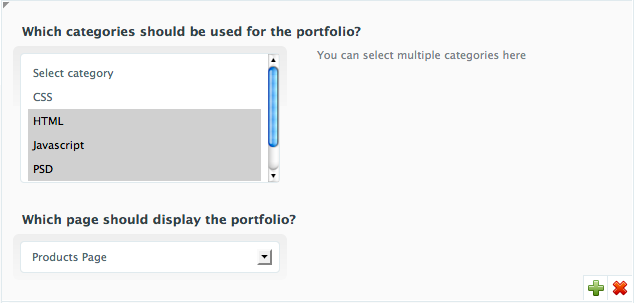 Which categories should be used for the portfolio?
You can select multiple categories here
Select category
CSS
HTML
Javascript
PSD
Which page should display the portfolio?
Products Page